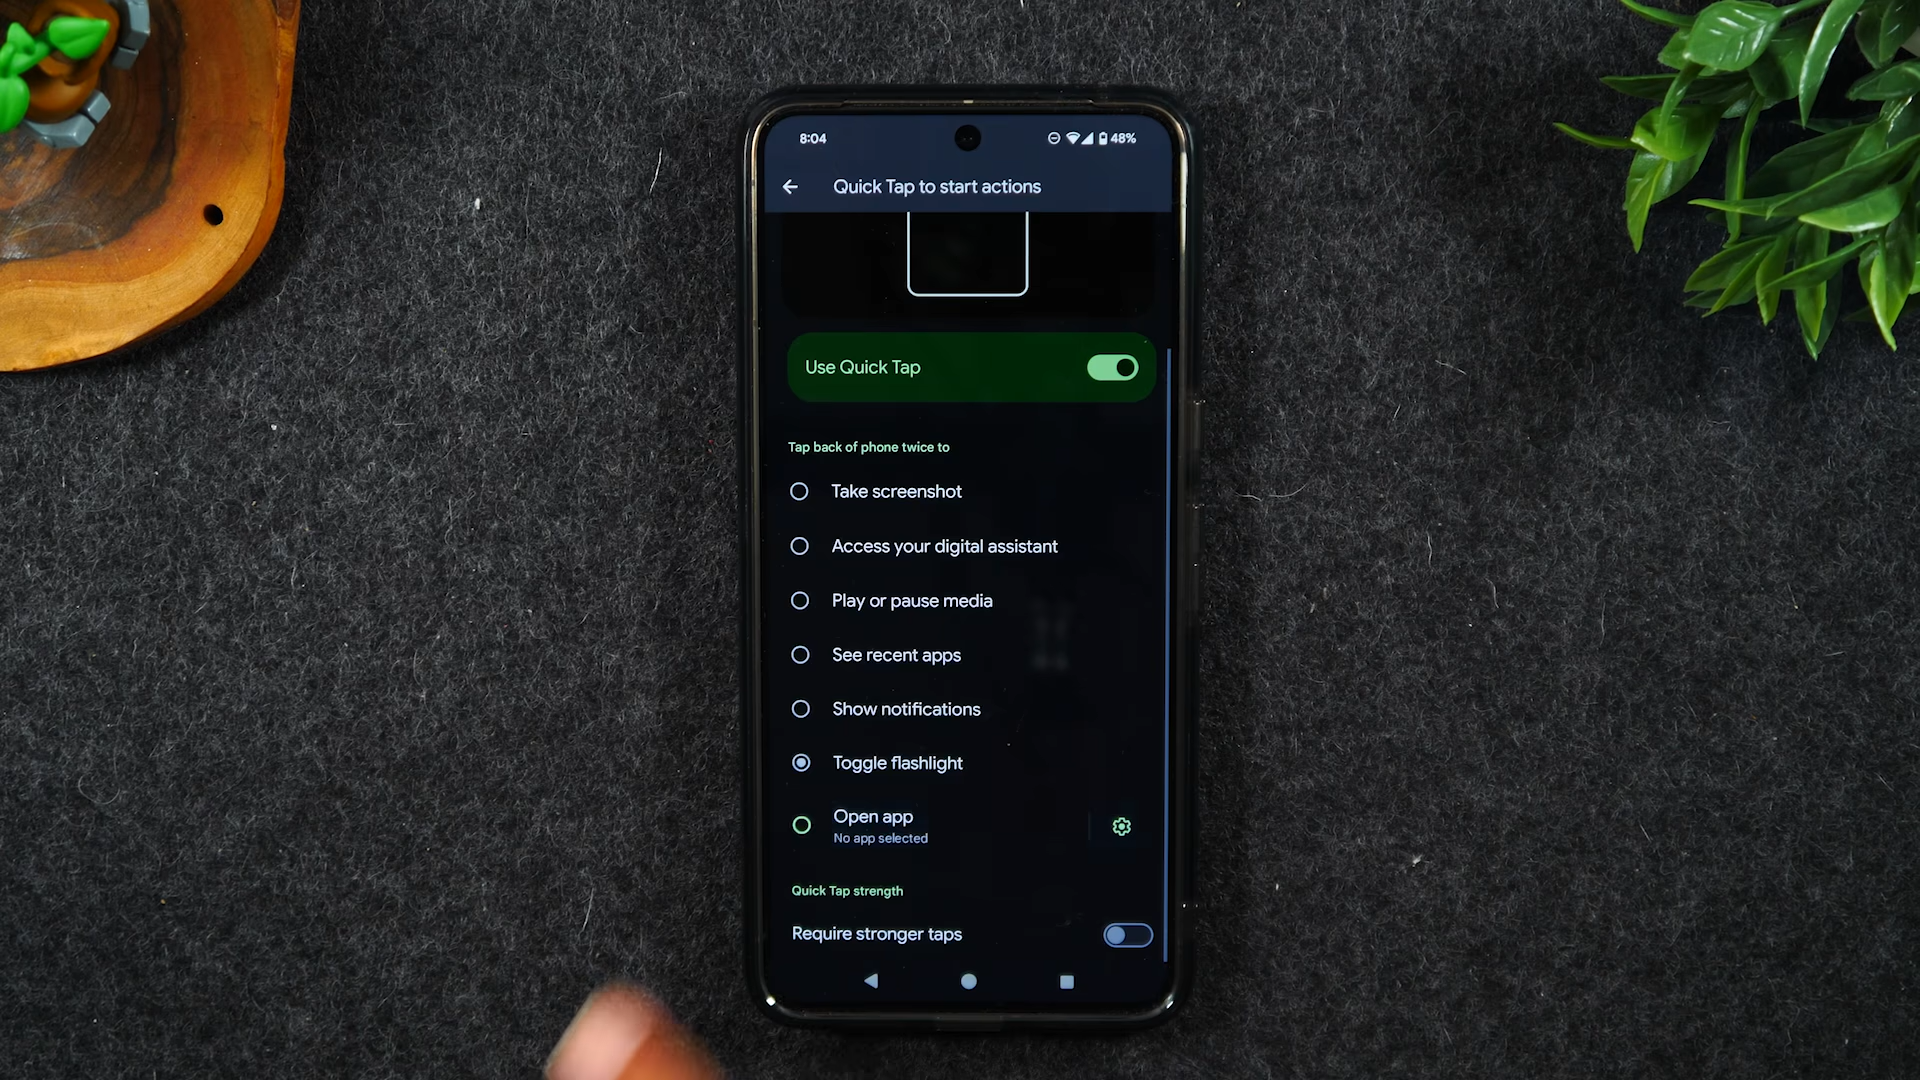 8:04
48%
Quick Tap to start actions
Use Quick Tap
Tap back of phone twice to
Take screenshot
Access your digital assistant
Play or pause media
See recent apps
Show notifications
Toggle flashlight
Open app
No app selected
Quick Tap strength
Require stronger taps